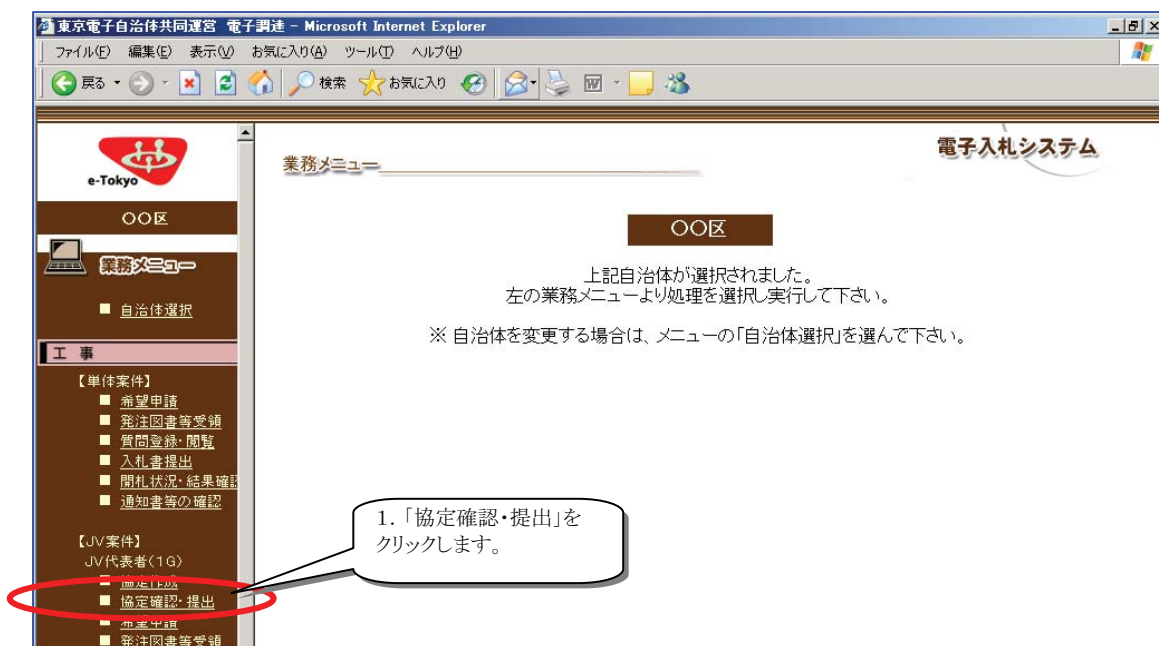 東京電子自治体共同運営 電子調達 - Microsoft Internet Explorer
ファイル(F) 編集(E) 表示(V) お気に入り(A) ツール(T) ヘルプ(H)
戻る 検索 お気に入り
e-Tokyo
電子入札システム
業務メニュー
〇〇区
業務メニュー
■ 自治体選択
工 事
【単体案件】
■ 希望申請
■ 発注図書等受領
■ 質問登録・閲覧
■ 入札書提出
■ 開札状況・結果確認
■ 通知書等の確認
【JV案件】
JV代表者(1G)
■ 協定作成
■ 協定確認・提出
■ 希望申請
■ 発注図書等受領
〇〇区
上記自治体が選択されました。
左の業務メニューより処理を選択し実行して下さい。
※ 自治体を変更する場合は、メニューの「自治体選択」を選んで下さい。
1.「協定確認・提出」を
クリックします。